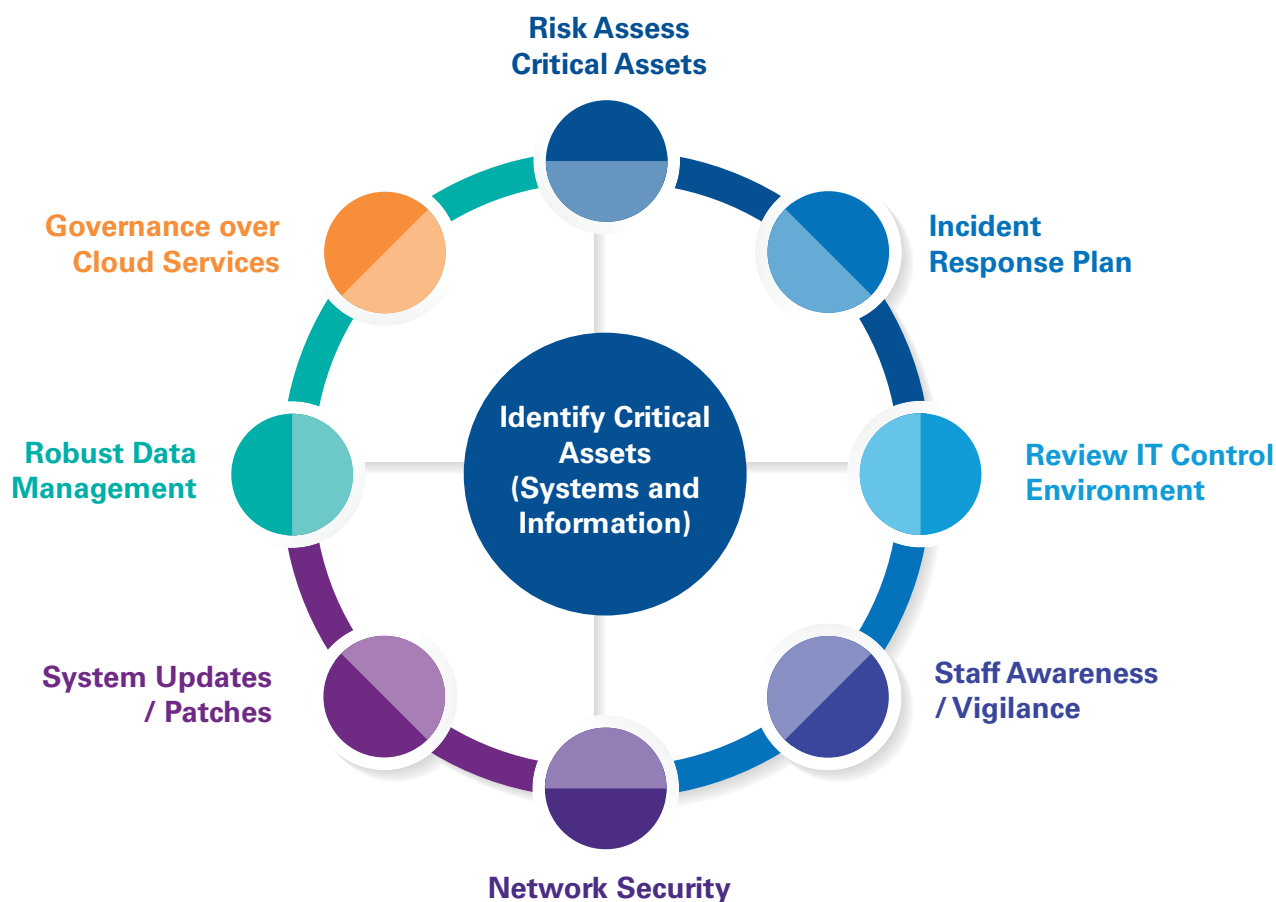 Risk Assess
Critical Assets
Incident
Response Plan
Review IT Control
Environment
Staff Awareness
/ Vigilance
Network Security
System Updates
/ Patches
Robust Data
Management
Governance over
Cloud Services
Identify Critical
Assets
(Systems and
Information)